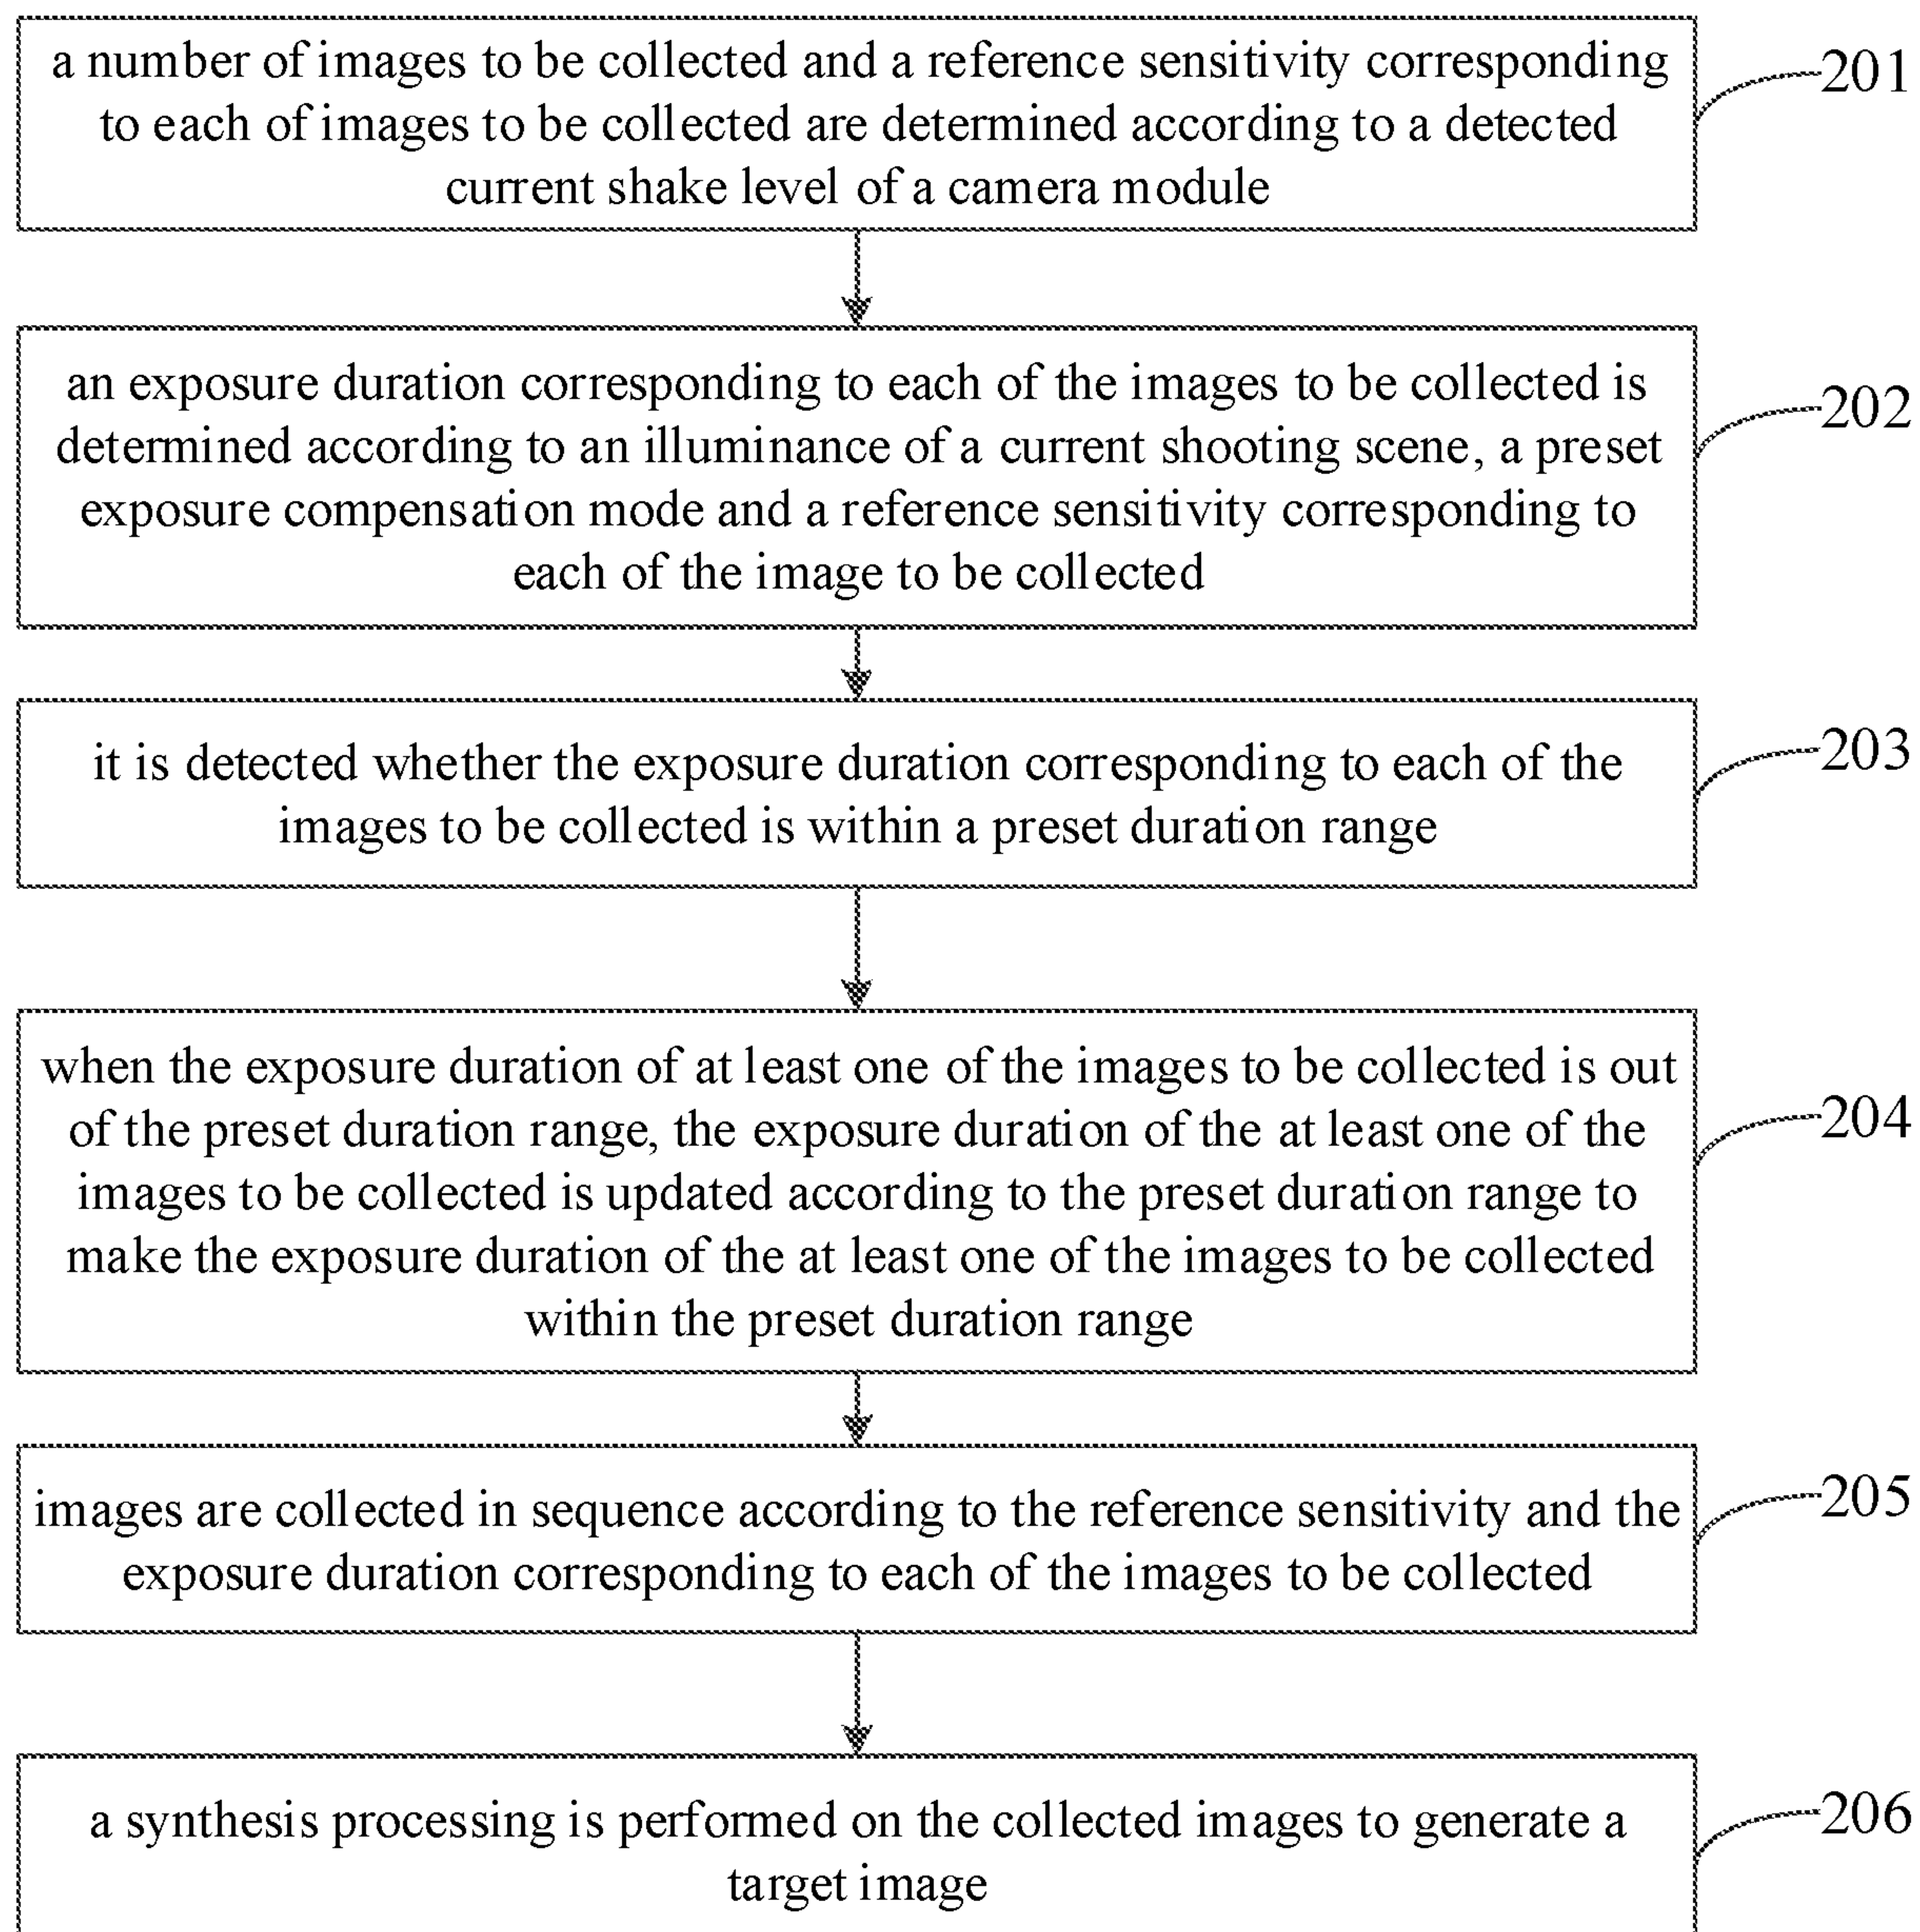 a number of images to be collected and a reference sensitivity corresponding
to each of images to be collected are determined according to a detected
current shake level of a camera module
201
an exposure duration corresponding to each of the images to be collected is
determined according to an illuminance of a current shooting scene, a preset
exposure compensation mode and a reference sensitivity corresponding to
each of the image to be collected
202
it is detected whether the exposure duration corresponding to each of the
images to be collected is within a preset duration range
203
when the exposure duration of at least one of the images to be collected is out
of the preset duration range, the exposure duration of the at least one of the
images to be collected is updated according to the preset duration range to
make the exposure duration of the at least one of the images to be collected
within the preset duration range
204
images are collected in sequence according to the reference sensitivity and the
exposure duration corresponding to each of the images to be collected
205
a synthesis processing is performed on the collected images to generate a
target image
206